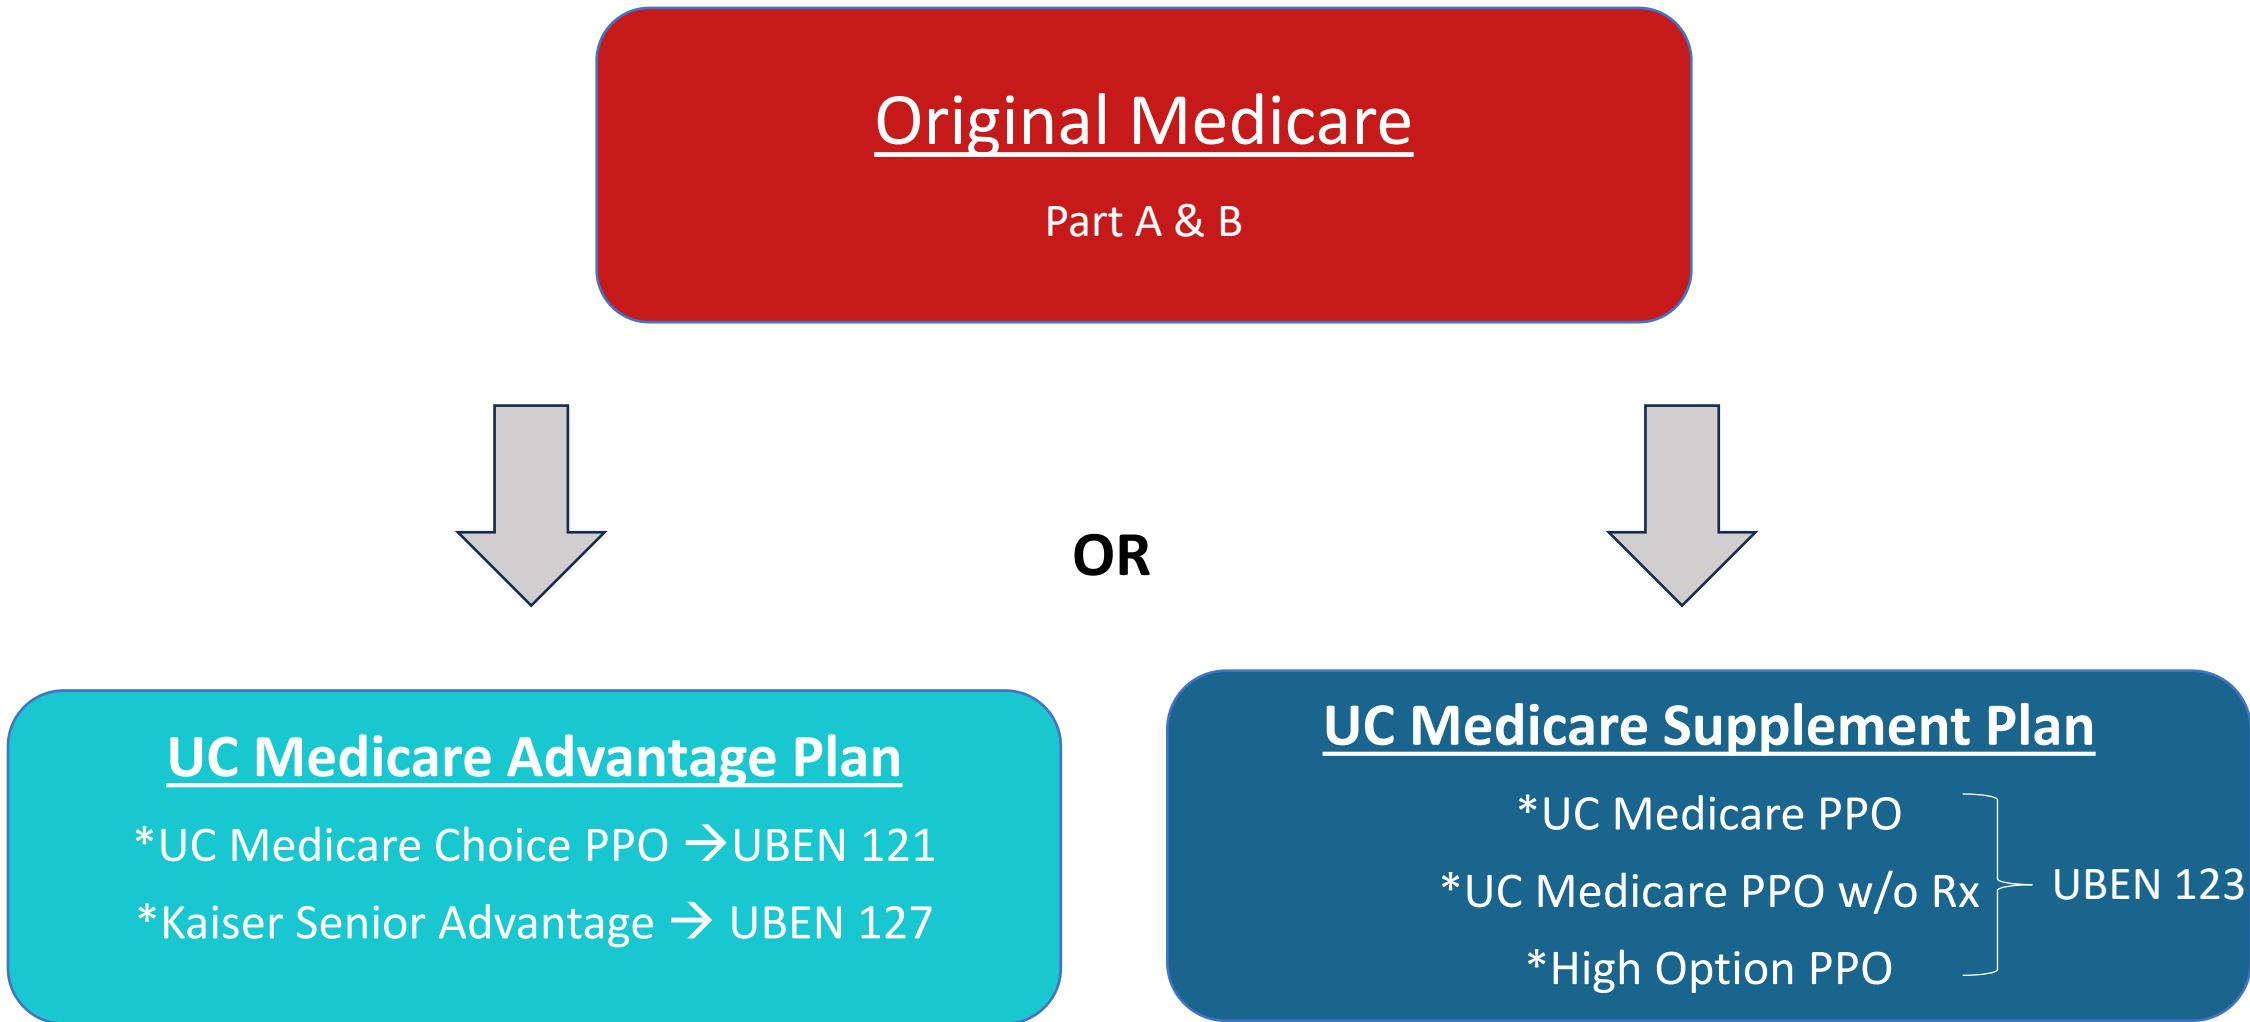 Original Medicare
Part A & B
OR
UC Medicare Advantage Plan
*UC Medicare Choice PPO →UBEN 121
*Kaiser Senior Advantage → UBEN 127
UC Medicare Supplement Plan
*UC Medicare PPO
*UC Medicare PPO w/o Rx
*High Option PPO
UBEN 123